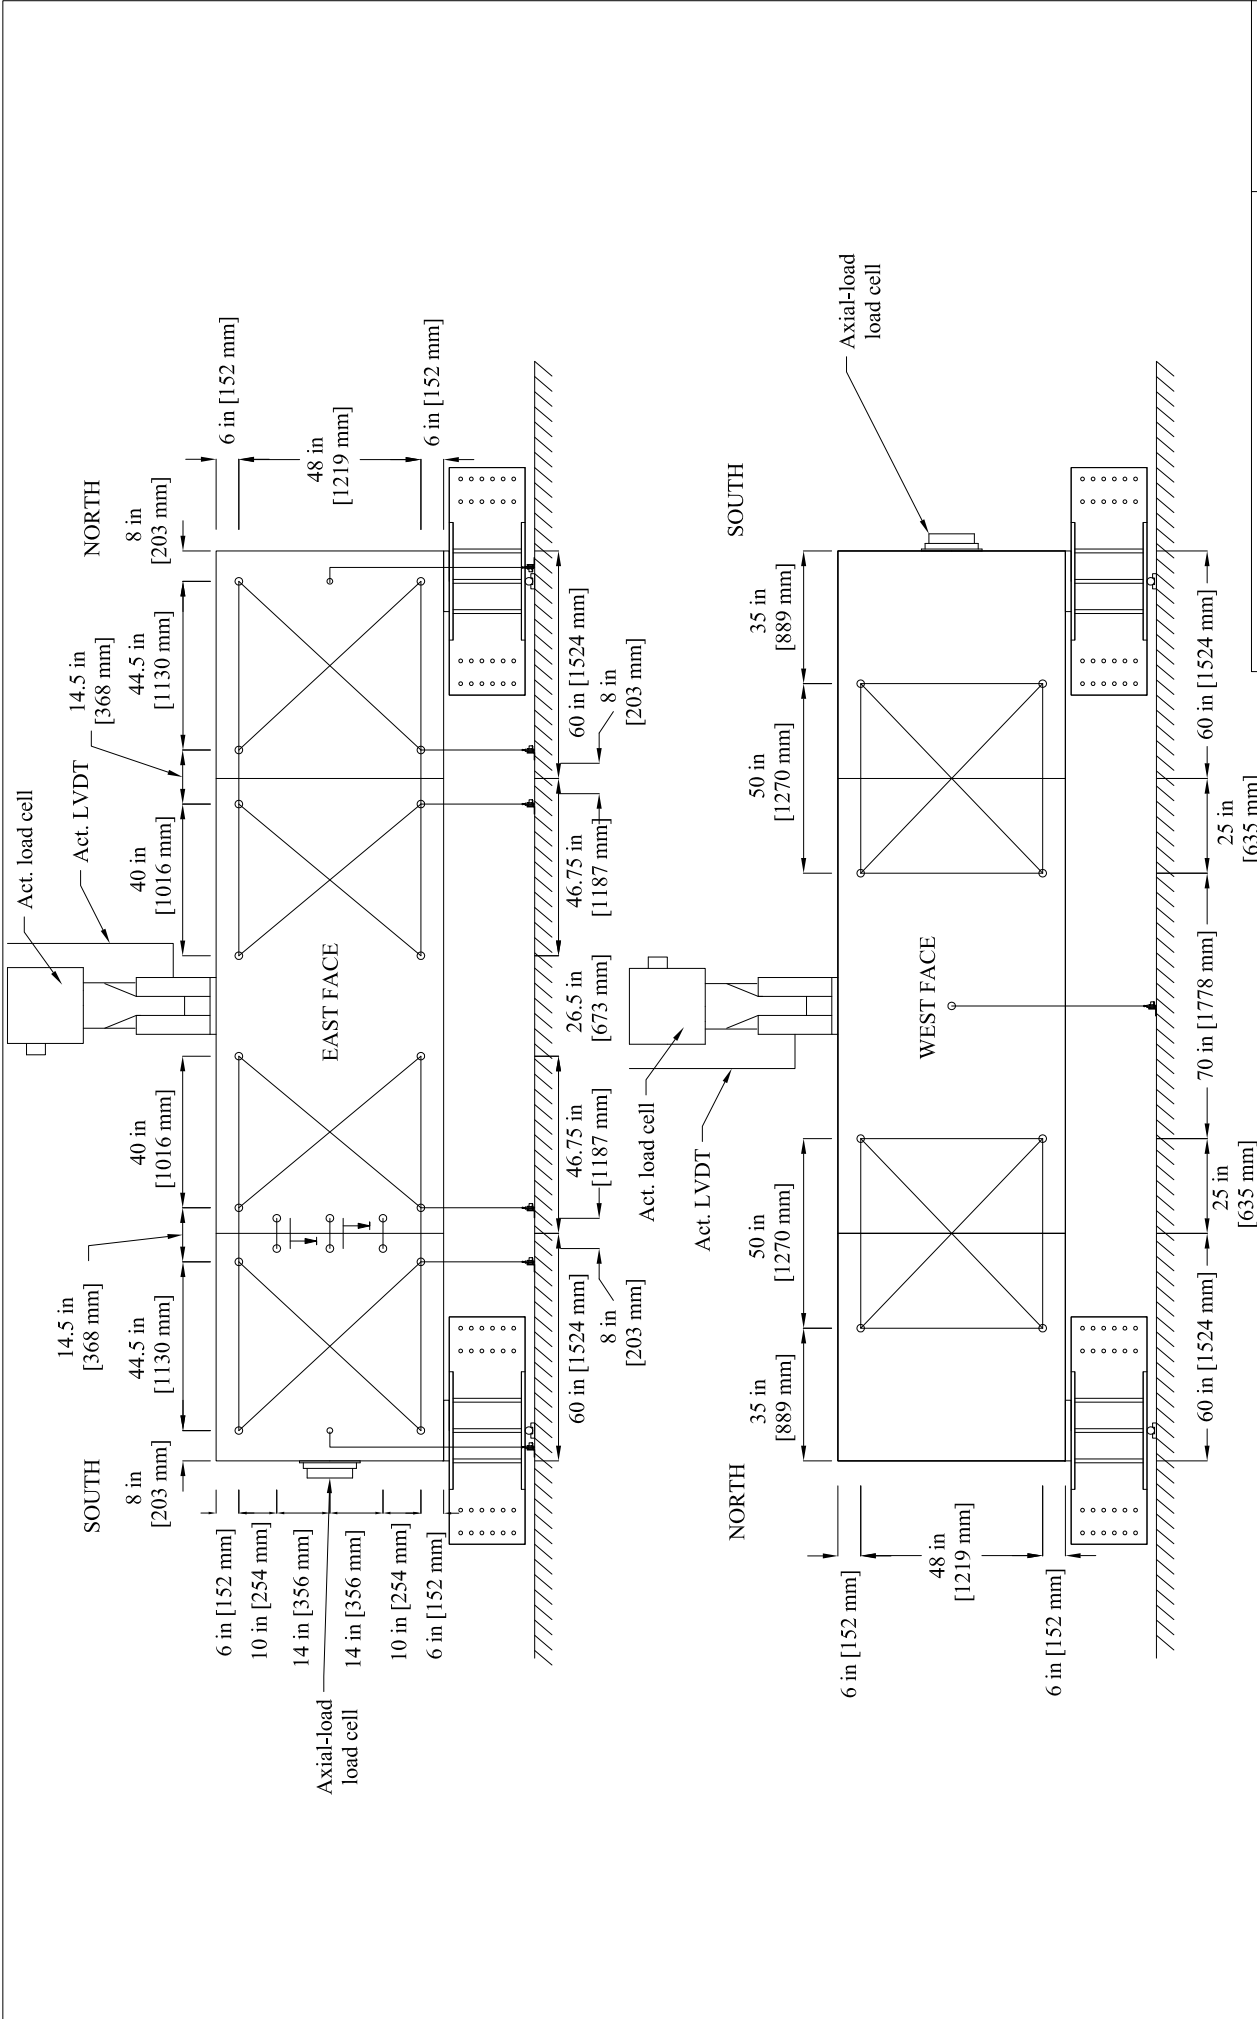 Act. load cell
Act. LVDT
14.5 in
[368 mm]
14.5 in
[368 mm]
SOUTH
8 in
[203 mm]
44.5 in
[1130 mm]
40 in
[1016 mm]
40 in
[1016 mm]
44.5 in
[1130 mm]
8 in
[203 mm]
NORTH
6 in [152 mm]
10 in [254 mm]
14 in [356 mm]
14 in [356 mm]
10 in [254 mm]
6 in [152 mm]
Axial-load
load cell
EAST FACE
6 in [152 mm]
48 in
[1219 mm]
6 in [152 mm]
60 in [1524 mm]
8 in
[203 mm]
46.75 in
[1187 mm]
26.5 in
[673 mm]
46.75 in
[1187 mm]
8 in
[203 mm]
60 in [1524 mm]
Act. load cell
Act. LVDT
NORTH
35 in
[889 mm]
50 in
[1270 mm]
50 in
[1270 mm]
35 in
[889 mm]
SOUTH
Axial-load
load cell
6 in [152 mm]
48 in
[1219 mm]
6 in [152 mm]
WEST FACE
60 in [1524 mm]
25 in
[635 mm]
70 in [1778 mm]
25 in
[635 mm]
60 in [1524 mm]